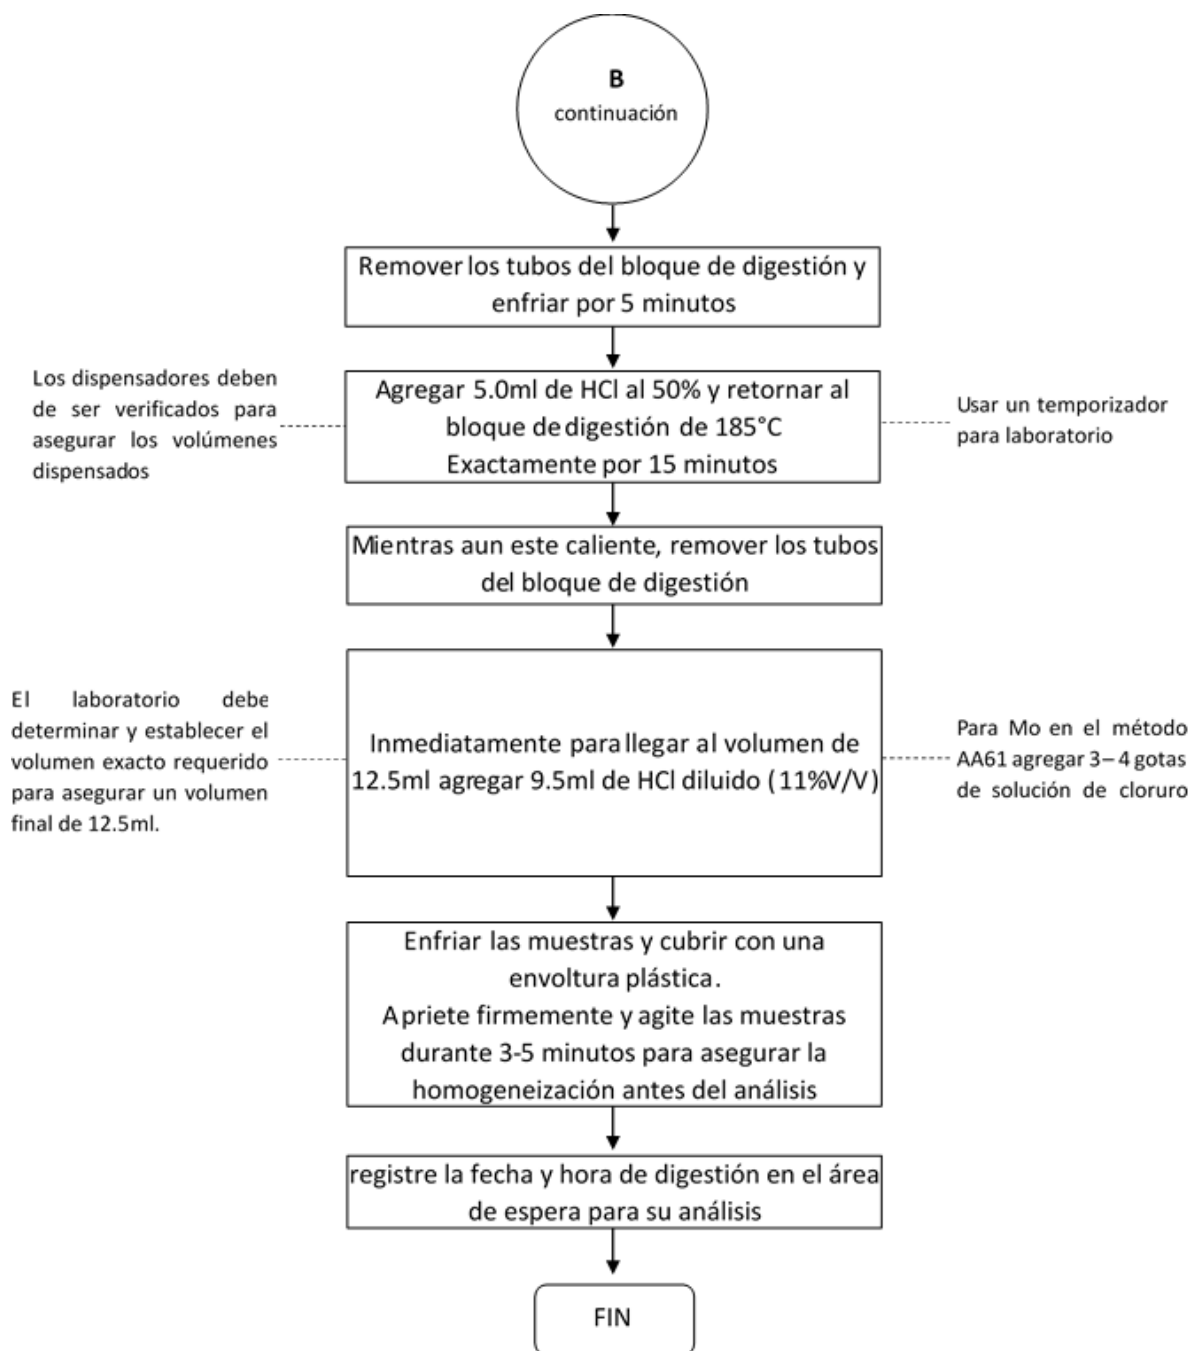 B
continuación
Remover los tubos del bloque de digestión y
enfriar por 5 minutos
Los dispensadores deben
de ser verificados para
asegurar los volúmenes
dispensados
Agregar 5.0ml de HCl al 50% y retornar al
bloque de digestión de 185°C
Exactamente por 15 minutos
Usar un temporizador
para laboratorio
Mientras aun este caliente, remover los tubos
del bloque de digestión
El laboratorio debe
determinar y establecer el
volumen exacto requerido
para asegurar un volumen
final de 12.5ml.
Inmediatamente para llegar al volumen de
12.5ml agregar 9.5ml de HCl diluido (11%V/V)
Para Mo en el método
AA61 agregar 3– 4 gotas
de solución de cloruro
Enfriar las muestras y cubrir con una
envoltura plástica.
Apriete firmemente y agite las muestras
durante 3-5 minutos para asegurar la
homogeneización antes del análisis
registre la fecha y hora de digestión en el área
de espera para su análisis
FIN